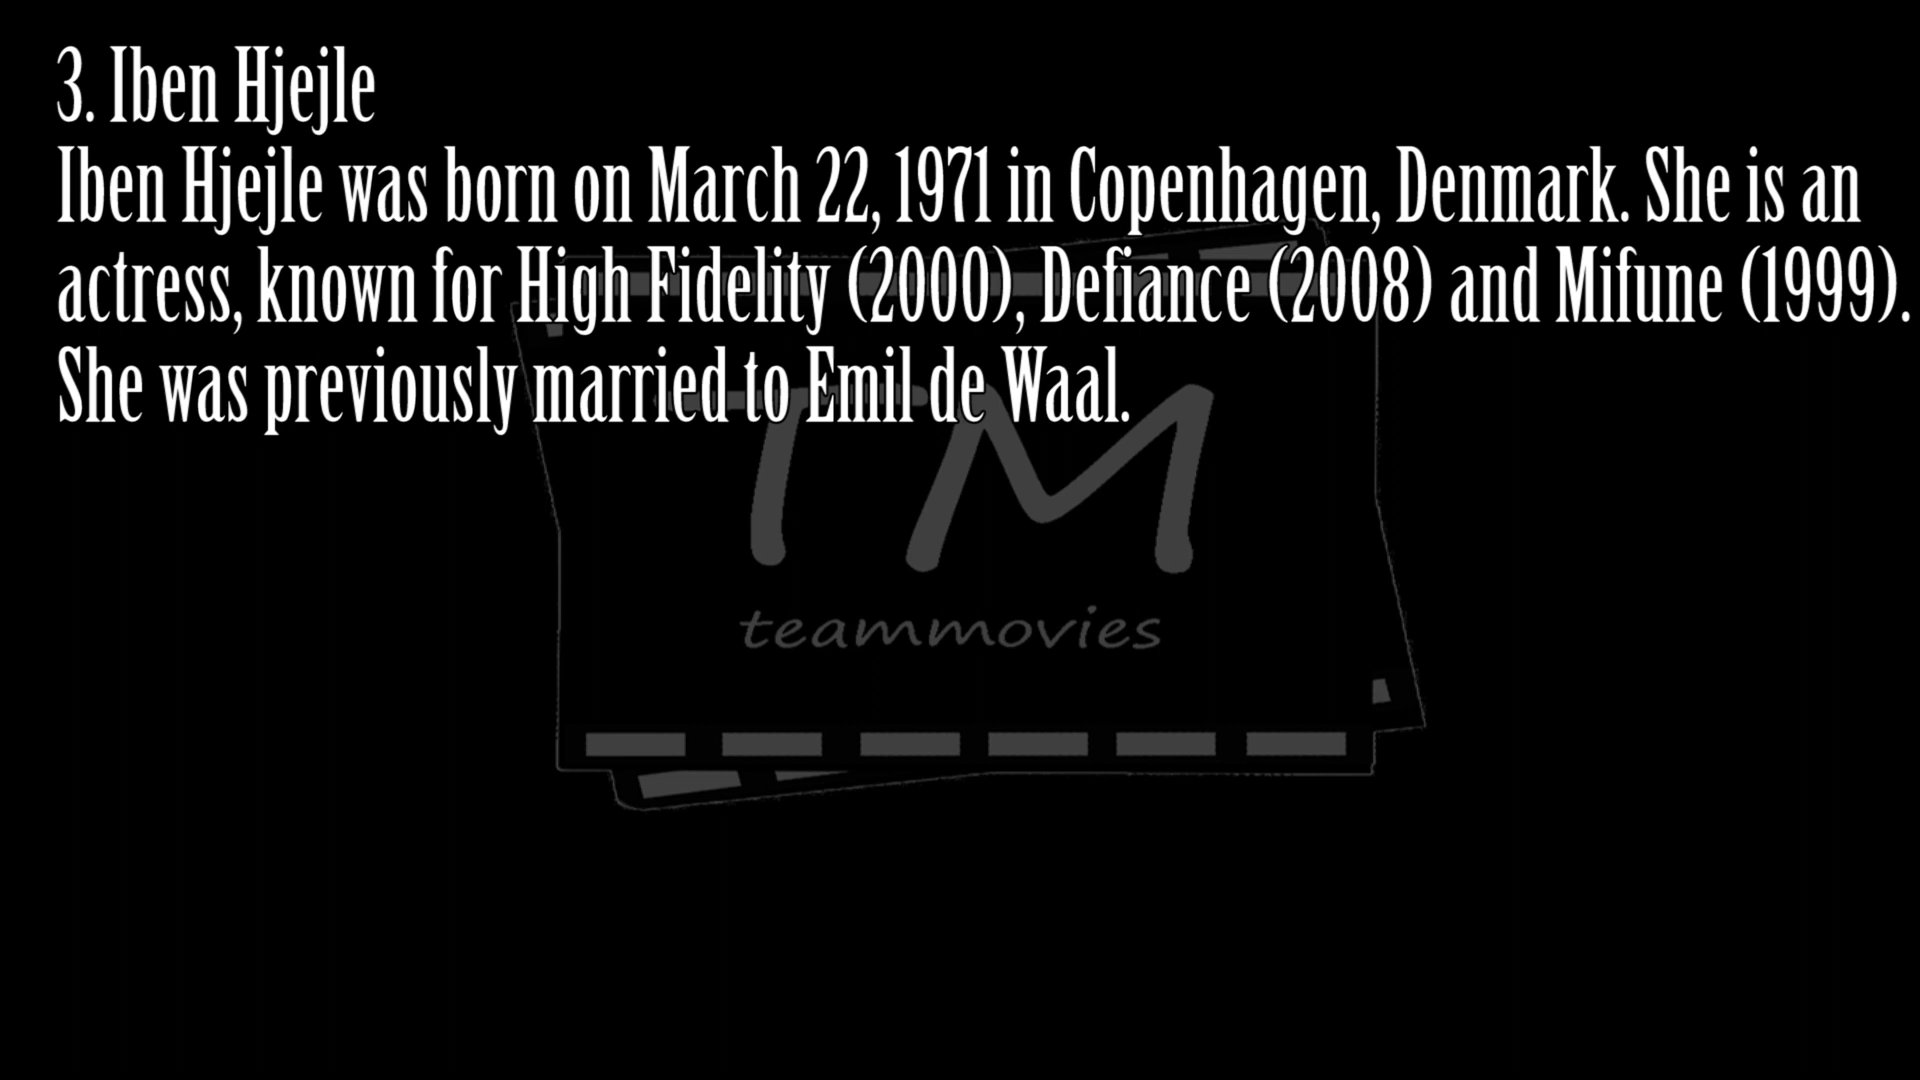 3. Iben Hjejle
Iben Hjejle was born on March 22, 1971 in Copenhagen, Denmark. She is an
actress, known for High Fidelity (2000), Defiance (2008) and Mifune (1999).
She was previously married to Emil de Waal.
TM
teammovies